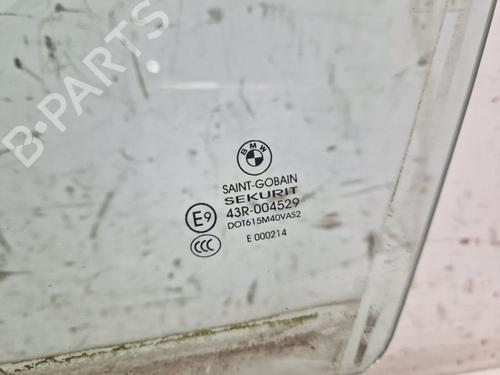 B-PARTS
BMW
SAINT-GOBAIN
SEKURIT
E9 43R-004529
DOT615M40VAS2
CCC
E 000214